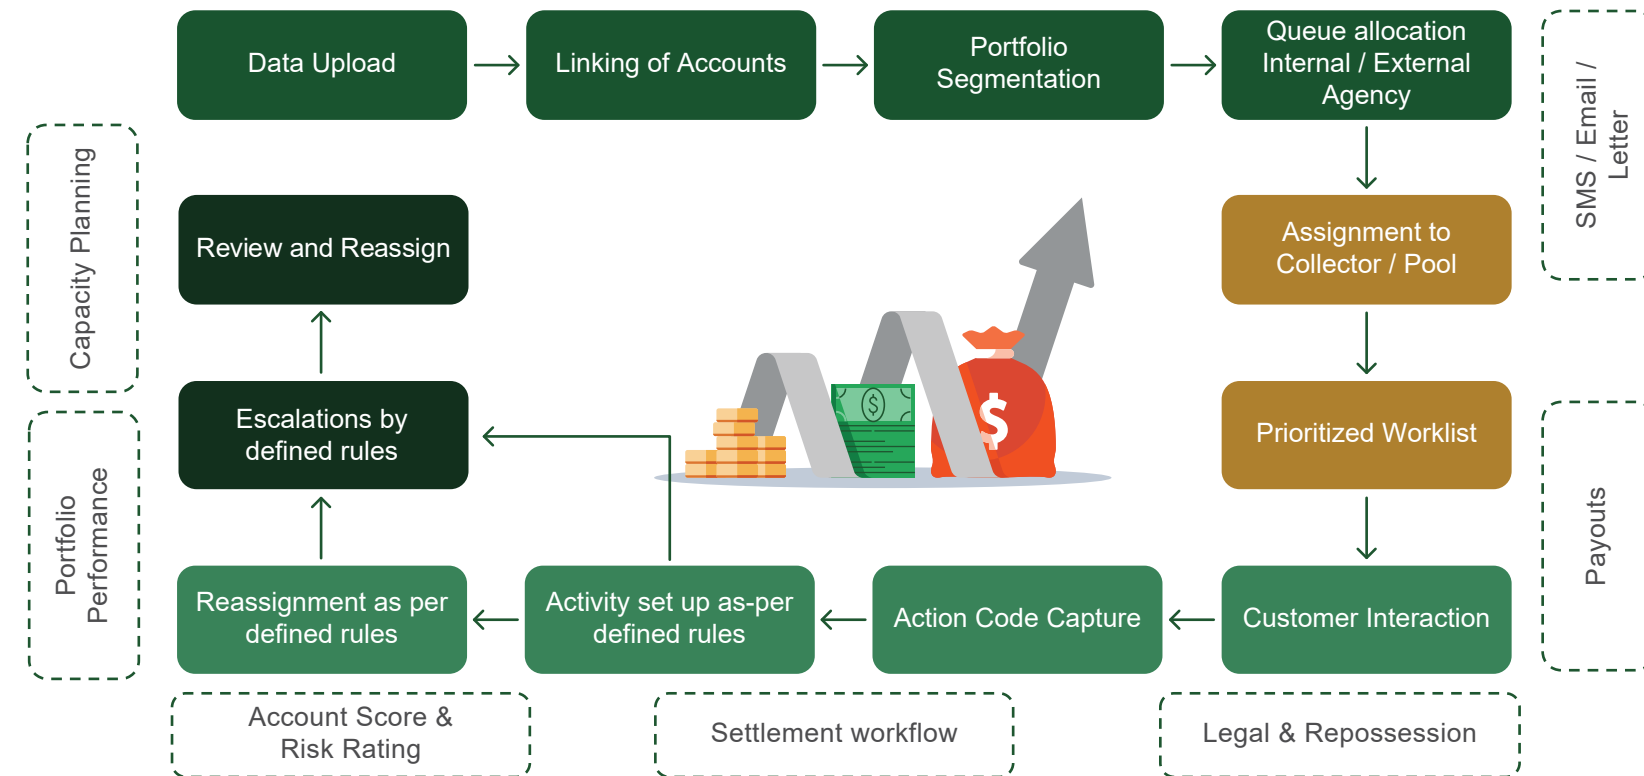 Data Upload
Linking of Accounts
Portfolio
Segmentation
Queue allocation
Internal / External
Agency
SMS / Email /
Letter
Capacity Planning
Review and Reassign
Assignment to
Collector / Pool
Escalations by
defined rules
$
$
Prioritized Worklist
Portfolio
Performance
Payouts
Reassignment as per
defined rules
Activity set up as-per
defined rules
Action Code Capture
Customer Interaction
Account Score &
Risk Rating
Settlement workflow
Legal & Repossession